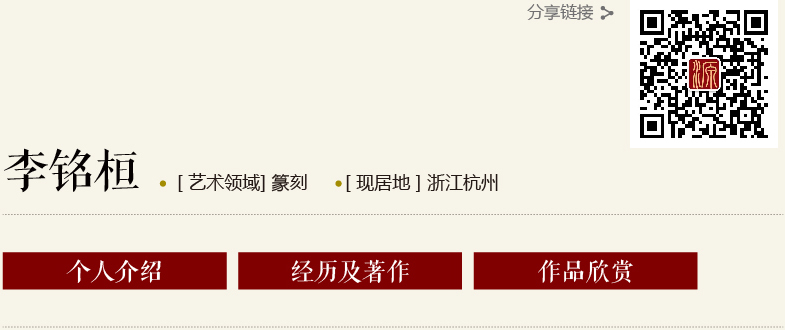 分享链接
源
李铭桓
[ 艺术领域] 篆刻
[ 现居地 ] 浙江杭州
个人介绍
经历及著作
作品欣赏